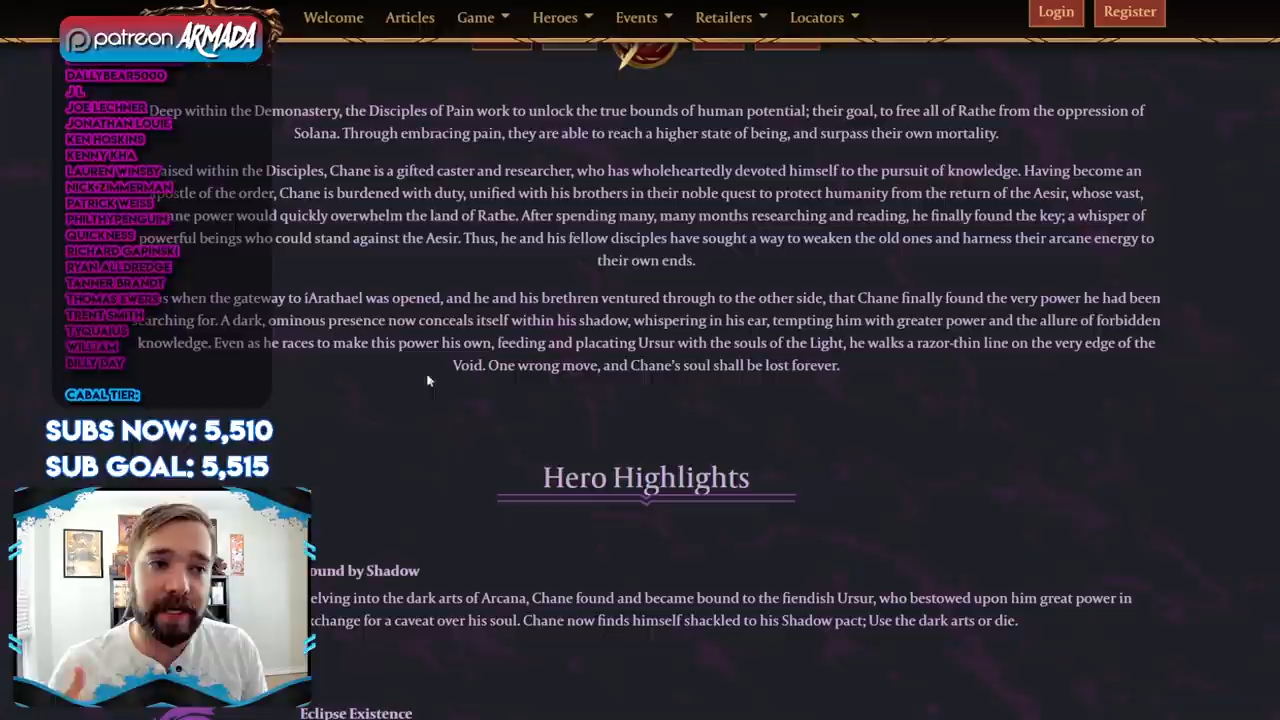 Welcome Articles Game Heroes Events Retailers Locators Login Register
patreon ARMADA
DALLYBEAR5000
J L
JOE LECHNER
JONATHAN LOUIE
KEN HOSKINS
KENNY KHA
LAUREN WINSBY
NICK ZIMMERMAN
PATRICK WEISS
PHILTHYPENGUIN
QUICKNESS
RICHARD GAPINSKI
RYAN ALLDREDGE
TANNER BRANDT
THOMAS EWERS
TRENT SMITH
TYQUAIUS
WILLIAM
BILLY DAY
CABAL TIER:
SUBS NOW: 5,510
SUB GOAL: 5,515
Deep within the Demonastery, the Disciples of Pain work to unlock the true bounds of human potential; their goal, to free all of Rathe from the oppression of
Solana. Through embracing pain, they are able to reach a higher state of being, and surpass their own mortality.
aised within the Disciples, Chane is a gifted caster and researcher, who has wholeheartedly devoted himself to the pursuit of knowledge. Having become an
postle of the order, Chane is burdened with duty, unified with his brothers in their noble quest to protect humanity from the return of the Aesir, whose vast,
ane power would quickly overwhelm the land of Rathe. After spending many, many months researching and reading, he finally found the key; a whisper of
powerful beings who could stand against the Aesir. Thus, he and his fellow disciples have sought a way to weaken the old ones and harness their arcane energy to
their own ends.
s when the gateway to íArathael was opened, and he and his brethren ventured through to the other side, that Chane finally found the very power he had been
earching for. A dark, ominous presence now conceals itself within his shadow, whispering in his ear, tempting him with greater power and the allure of forbidden
knowledge. Even as he races to make this power his own, feeding and placating Ursur with the souls of the Light, he walks a razor-thin line on the very edge of the
Void. One wrong move, and Chane's soul shall be lost forever.
Hero Highlights
ound by Shadow
elving into the dark arts of Arcana, Chane found and became bound to the fiendish Ursur, who bestowed upon him great power in
xchange for a caveat over his soul. Chane now finds himself shackled to his Shadow pact; Use the dark arts or die.
Eclipse Existence